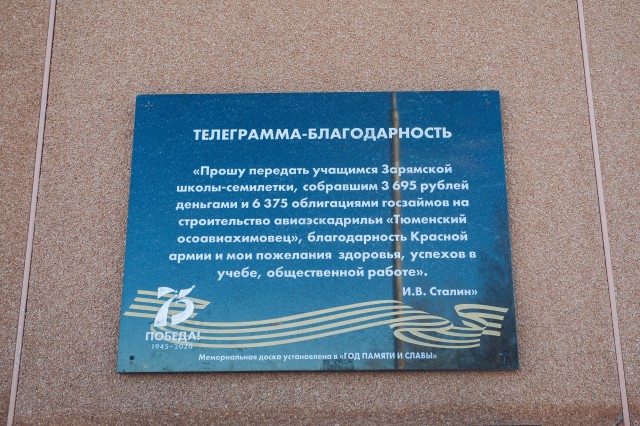 ТЕЛЕГРАММА-БЛАГОДАРНОСТЬ
«Прошу передать учащимся Зарямской
школы-семилетки, собравшим 3 695 рублей
деньгами и 6 375 облигациями госзаймов на
строительство авиаэскадрильи «Тюменский
осоавиахимовец», благодарность Красной
армии и мои пожелания здоровья, успехов в
учебе, общественной работе».
И.В. Сталин»
75
ПОБЕДА!
1945-2020
Мемориальная доска установлена в «ГОД ПАМЯТИ И СЛАВЫ»